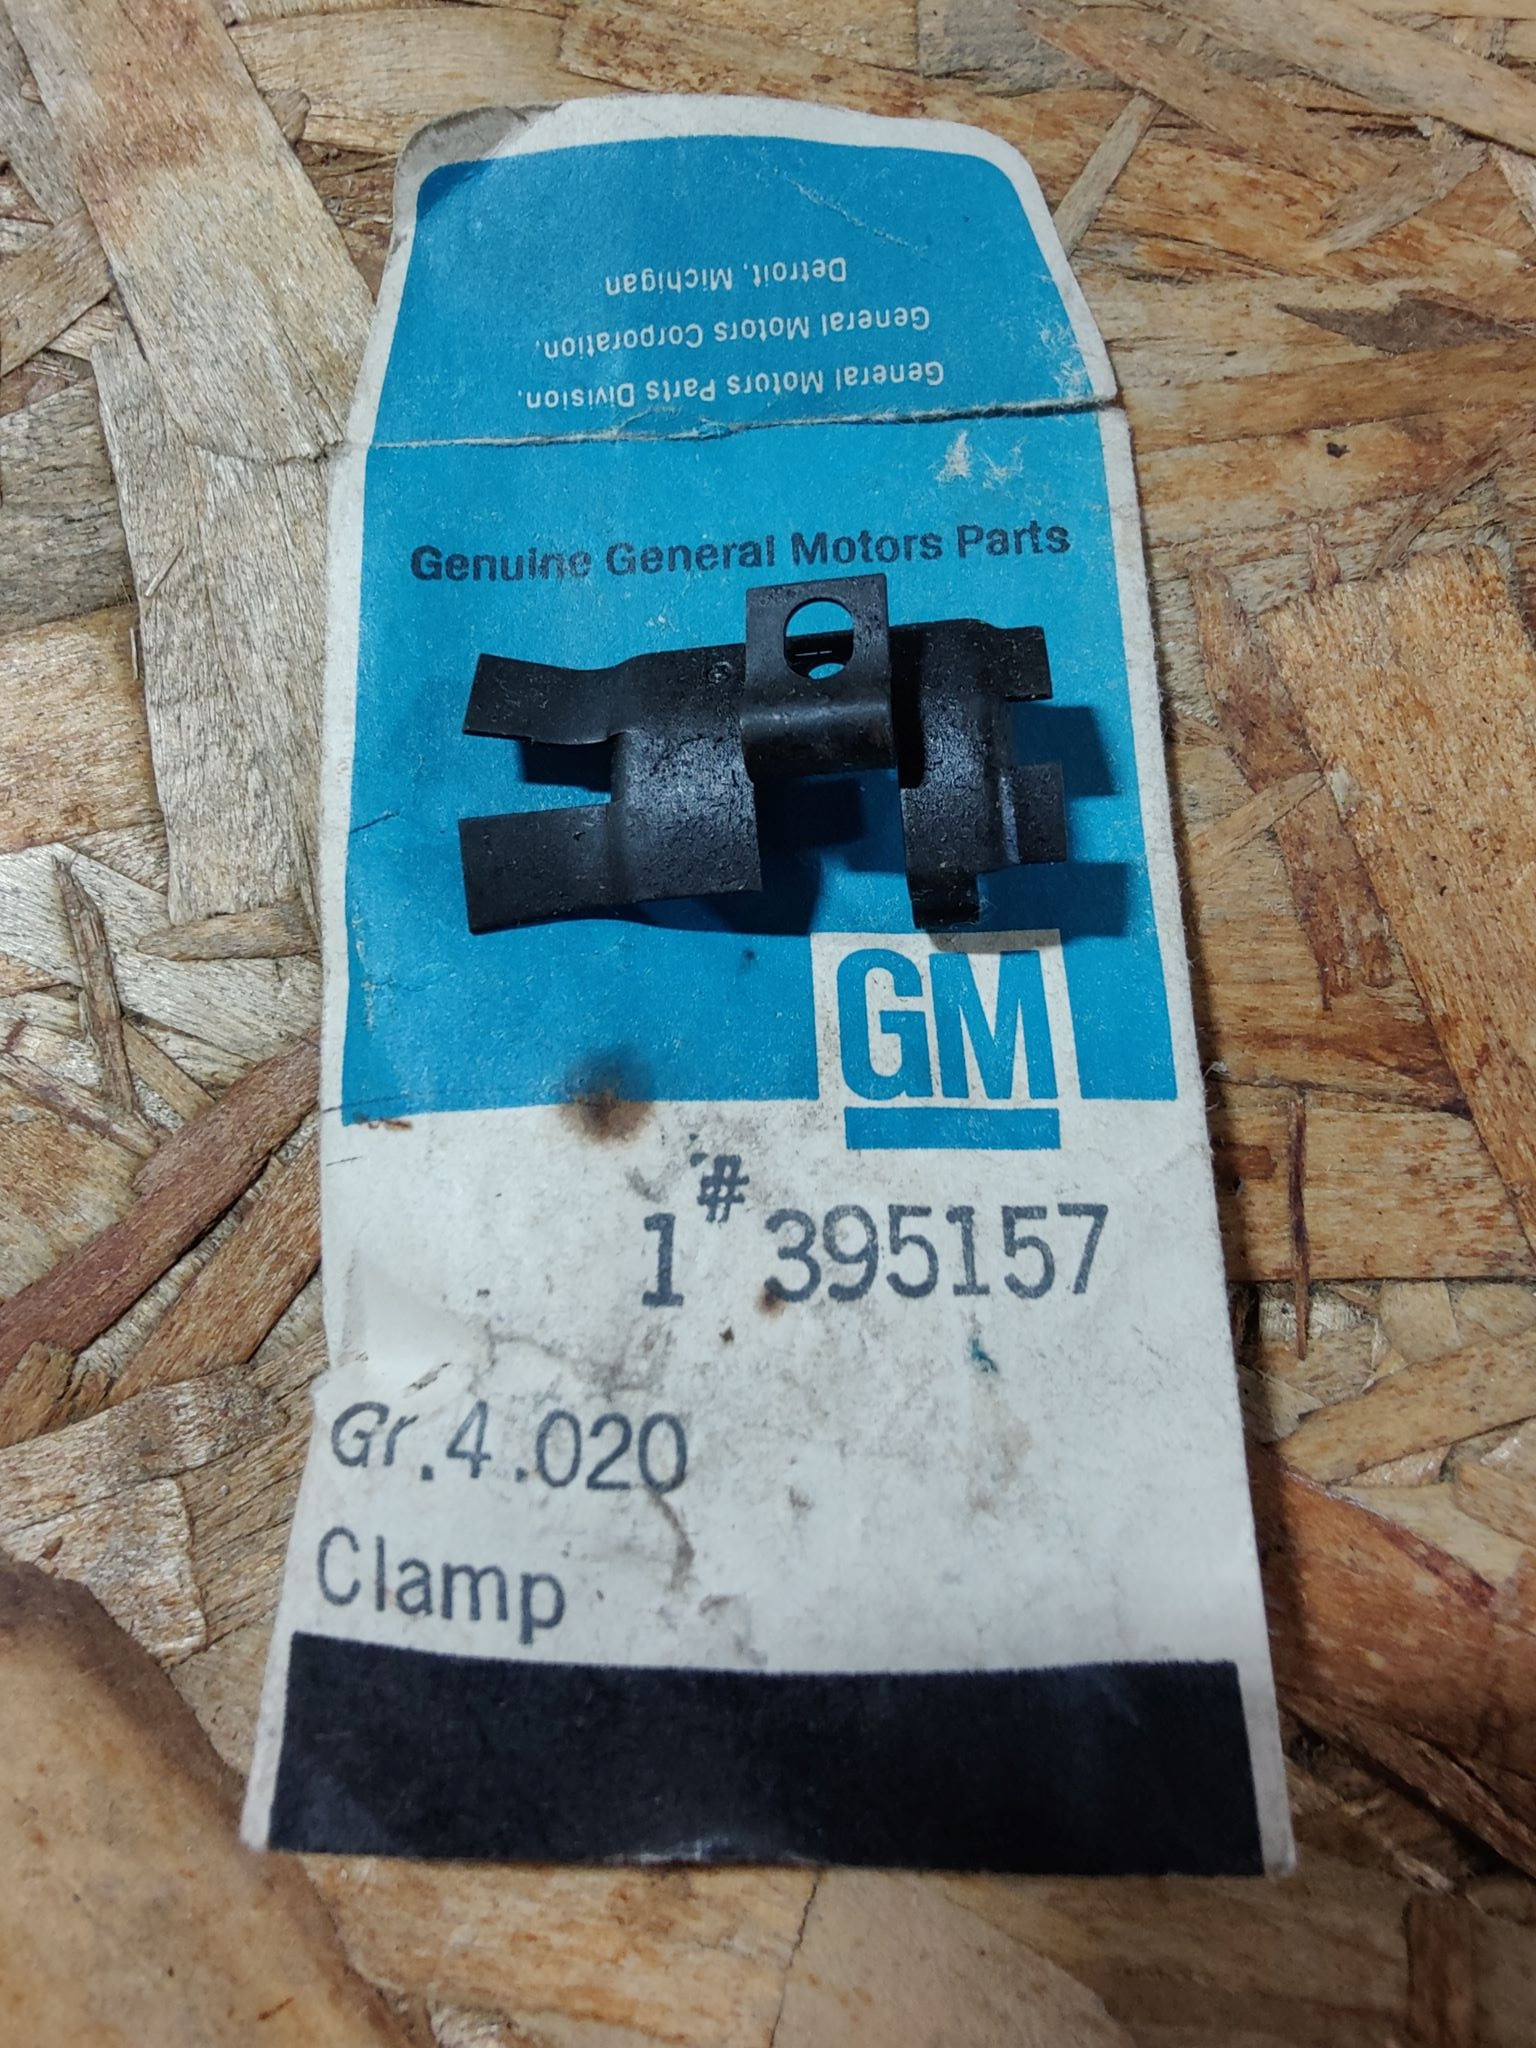 General Motors Parts Division,
General Motors Corporation,
Detroit, Michigan
Genuine General Motors Parts
GM
1 # 395157
Gr.4.020
Clamp